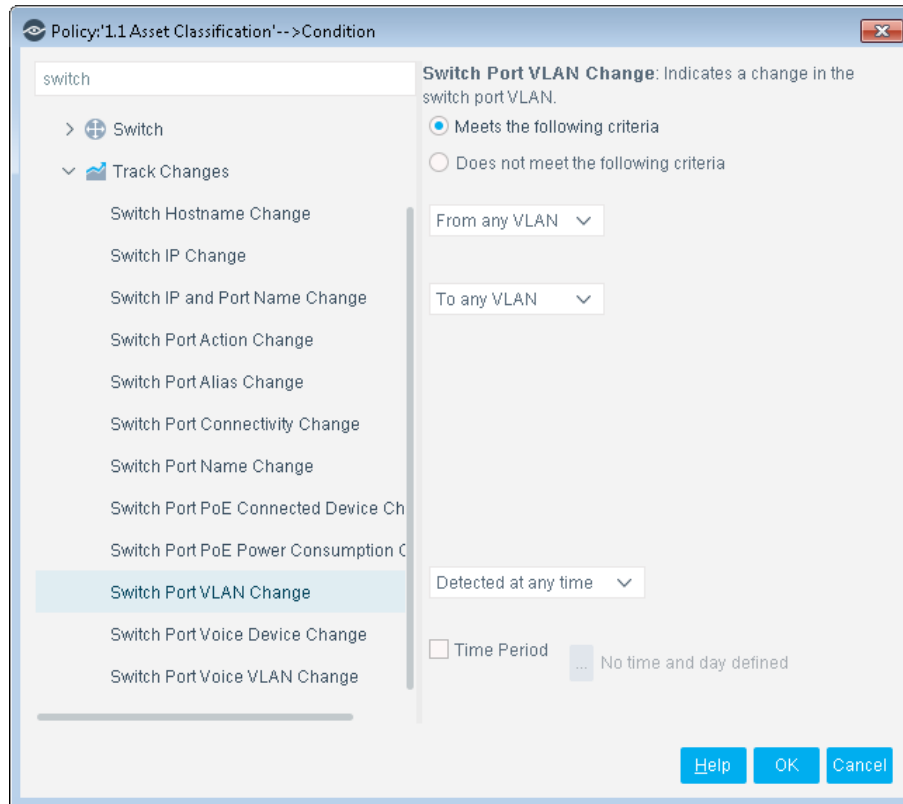 Policy:'1.1 Asset Classification'-->Condition
switch
Switch
Track Changes
Switch Hostname Change
Switch IP Change
Switch IP and Port Name Change
Switch Port Action Change
Switch Port Alias Change
Switch Port Connectivity Change
Switch Port Name Change
Switch Port PoE Connected Device Ch
Switch Port PoE Power Consumption C
Switch Port VLAN Change
Switch Port Voice Device Change
Switch Port Voice VLAN Change
Switch Port VLAN Change: Indicates a change in the
switch port VLAN.
Meets the following criteria
Does not meet the following criteria
From any VLAN
To any VLAN
Detected at any time
Time Period
... No time and day defined
Help
OK
Cancel